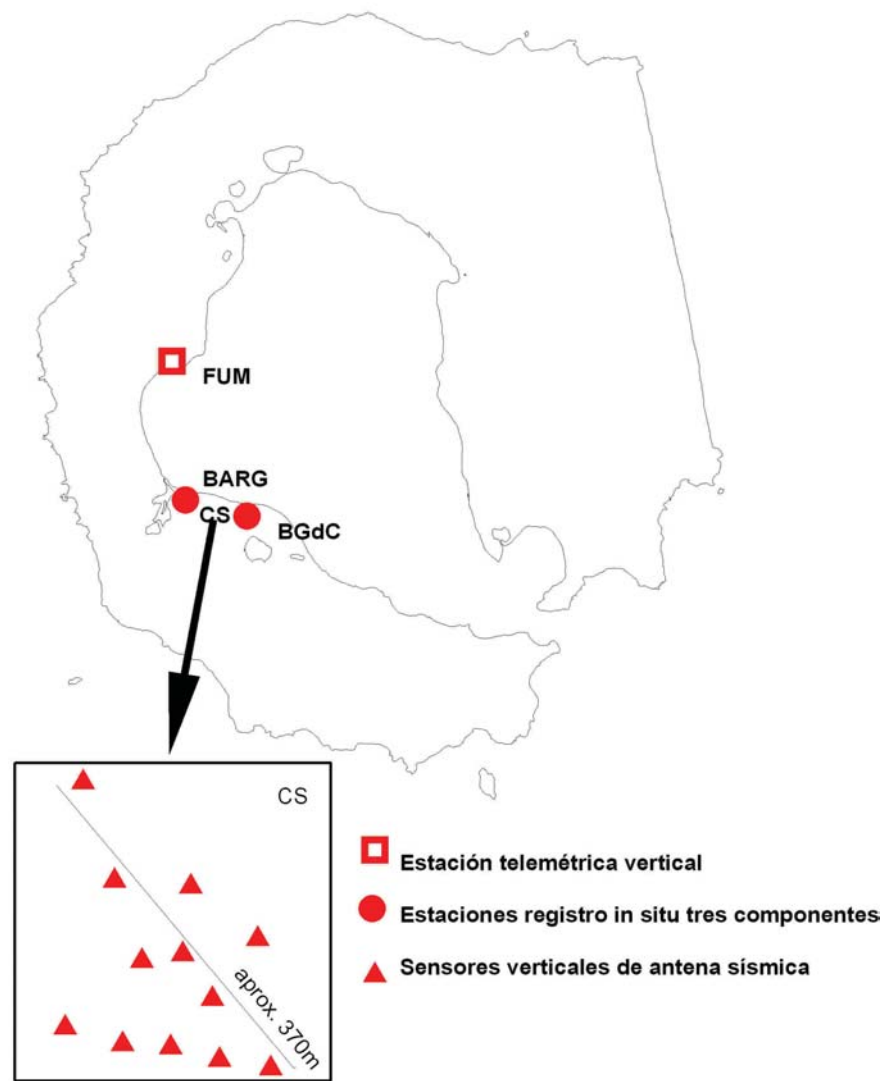 FUM
BARG
CS
BGdC
CS
aprox. 370m
Estación telemétrica vertical
Estaciones registro in situ tres componentes
Sensores verticales de antena sísmica